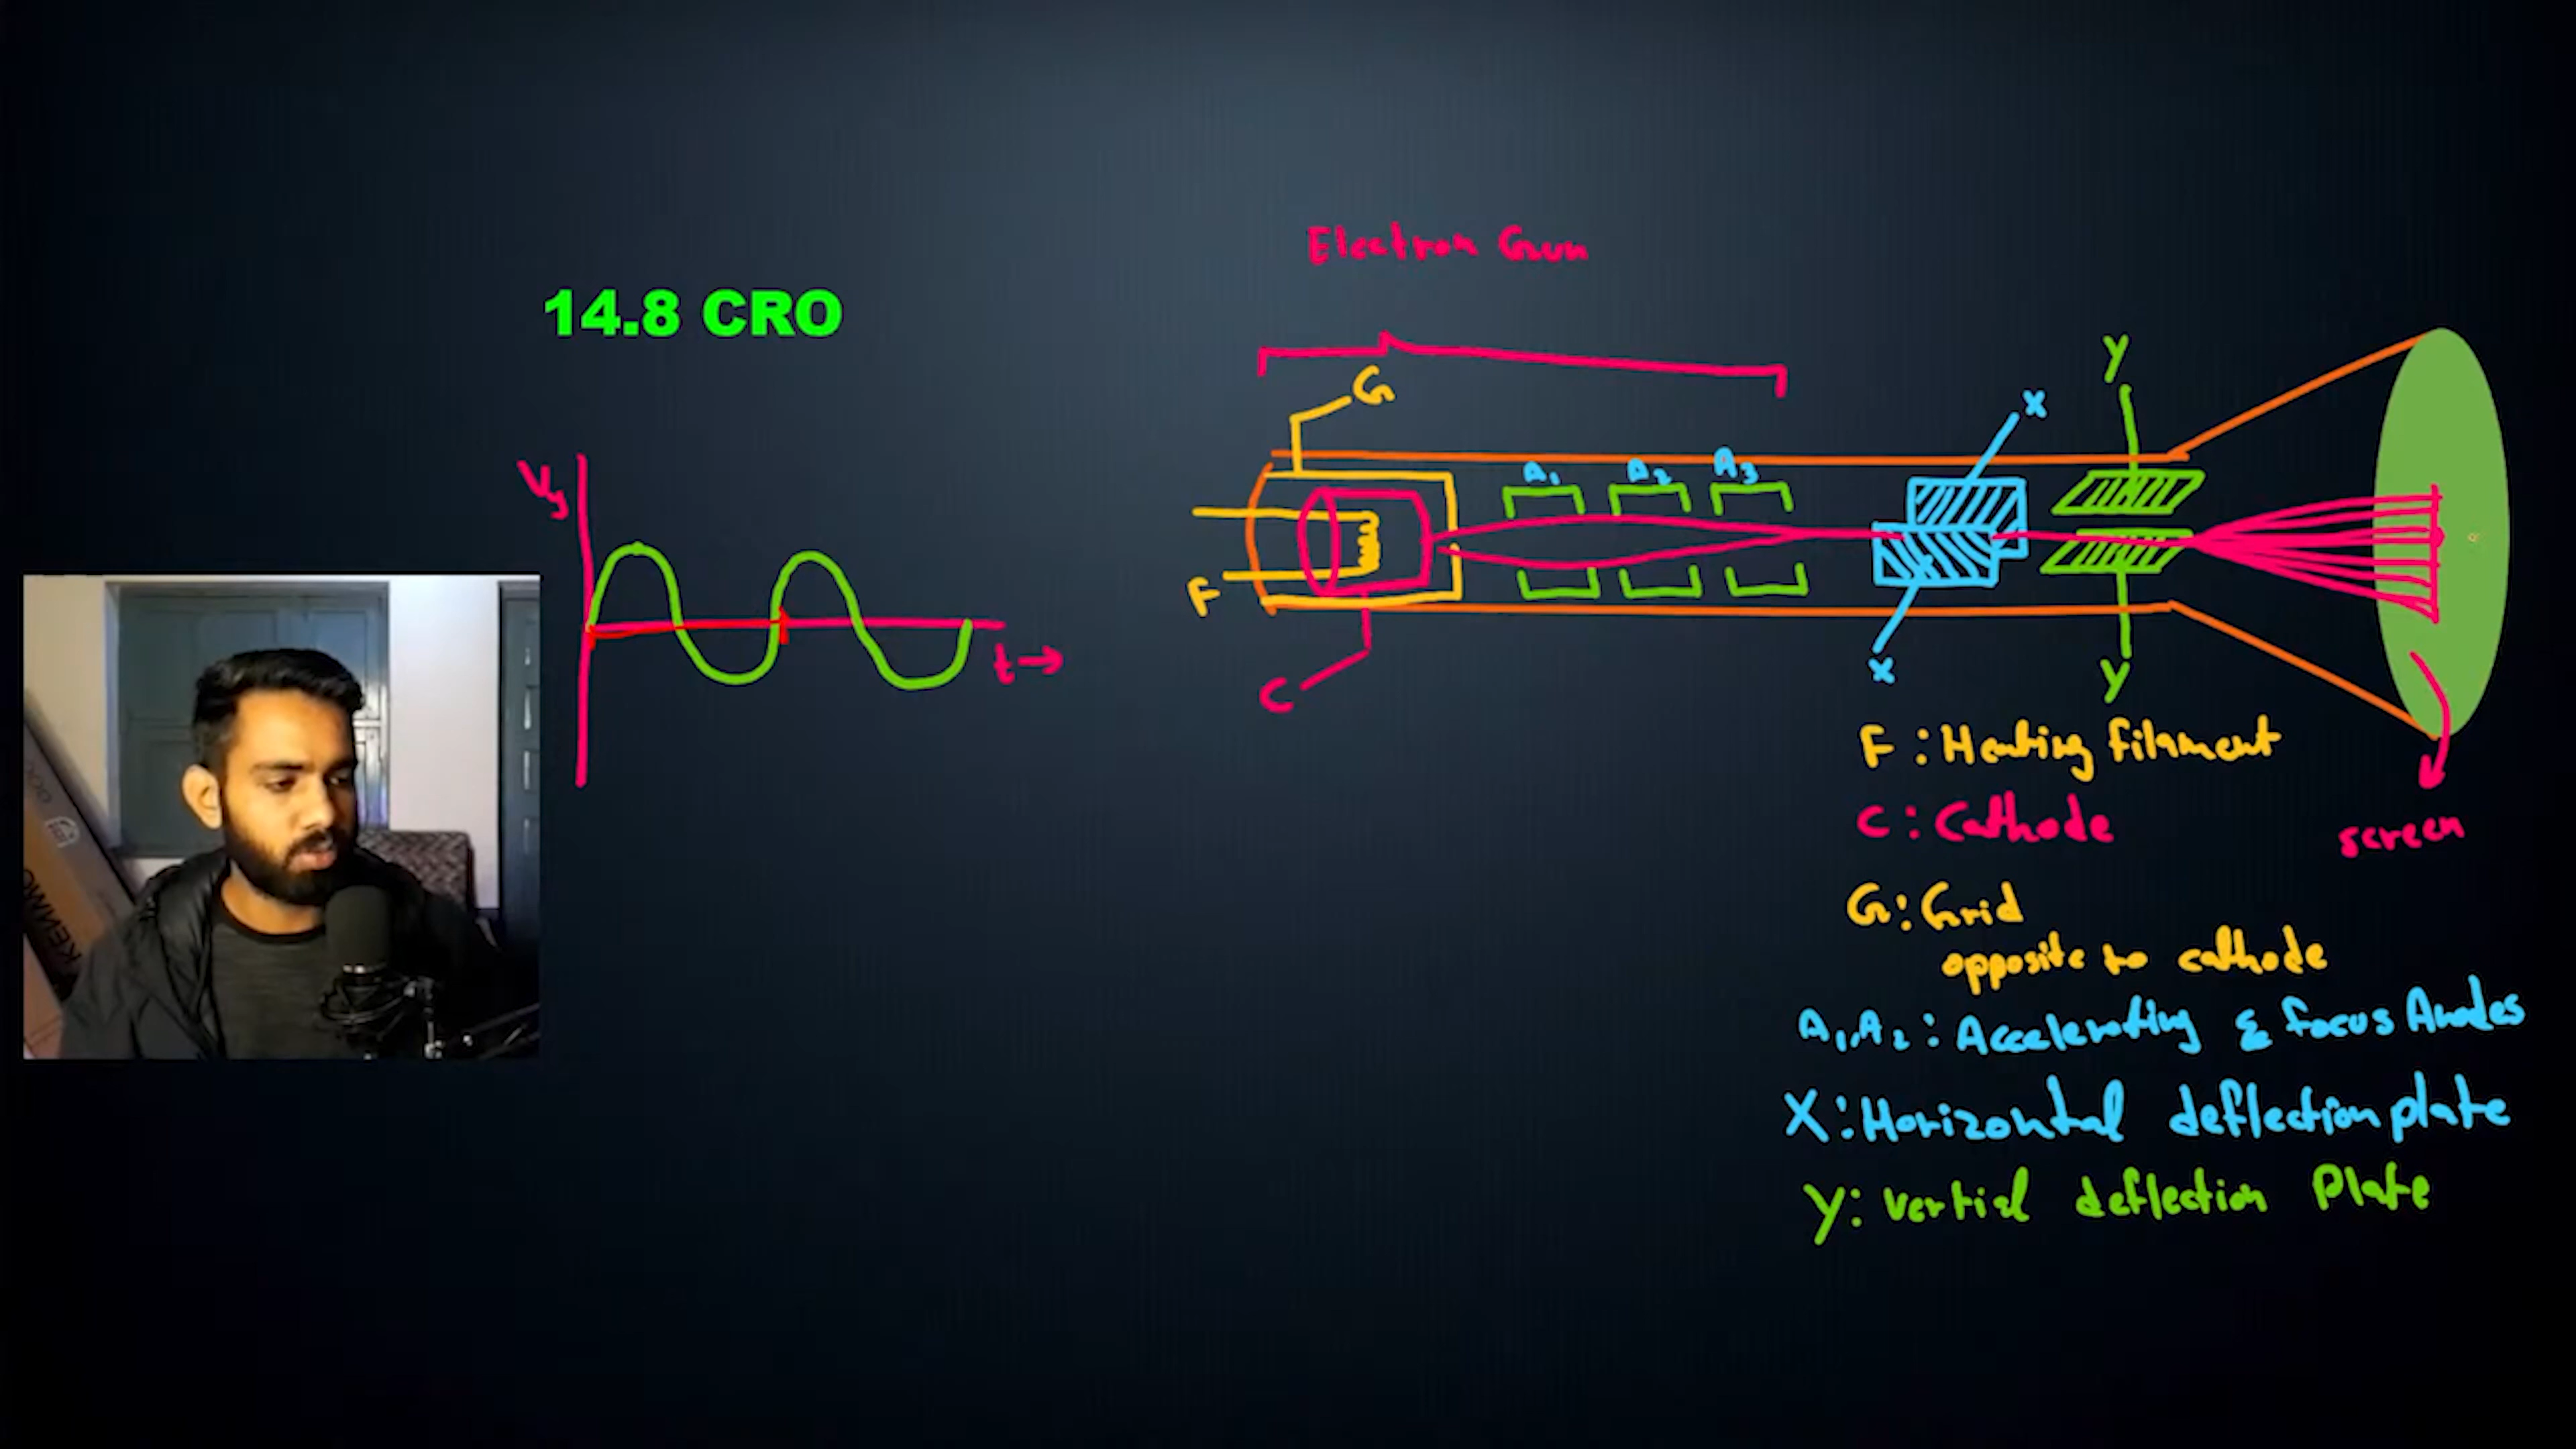 Electron Gun
14.8 CRO
G
y
x
A1 A2 A3
Vy
F
t→
C
x
y
F : Heating filament
C : Cathode
screen
G : Grid
opposite to cathode
A1,A2 : Accelerating & focus Anodes
X : Horizontal deflection plate
Y : Vertical deflection Plate
KENWO